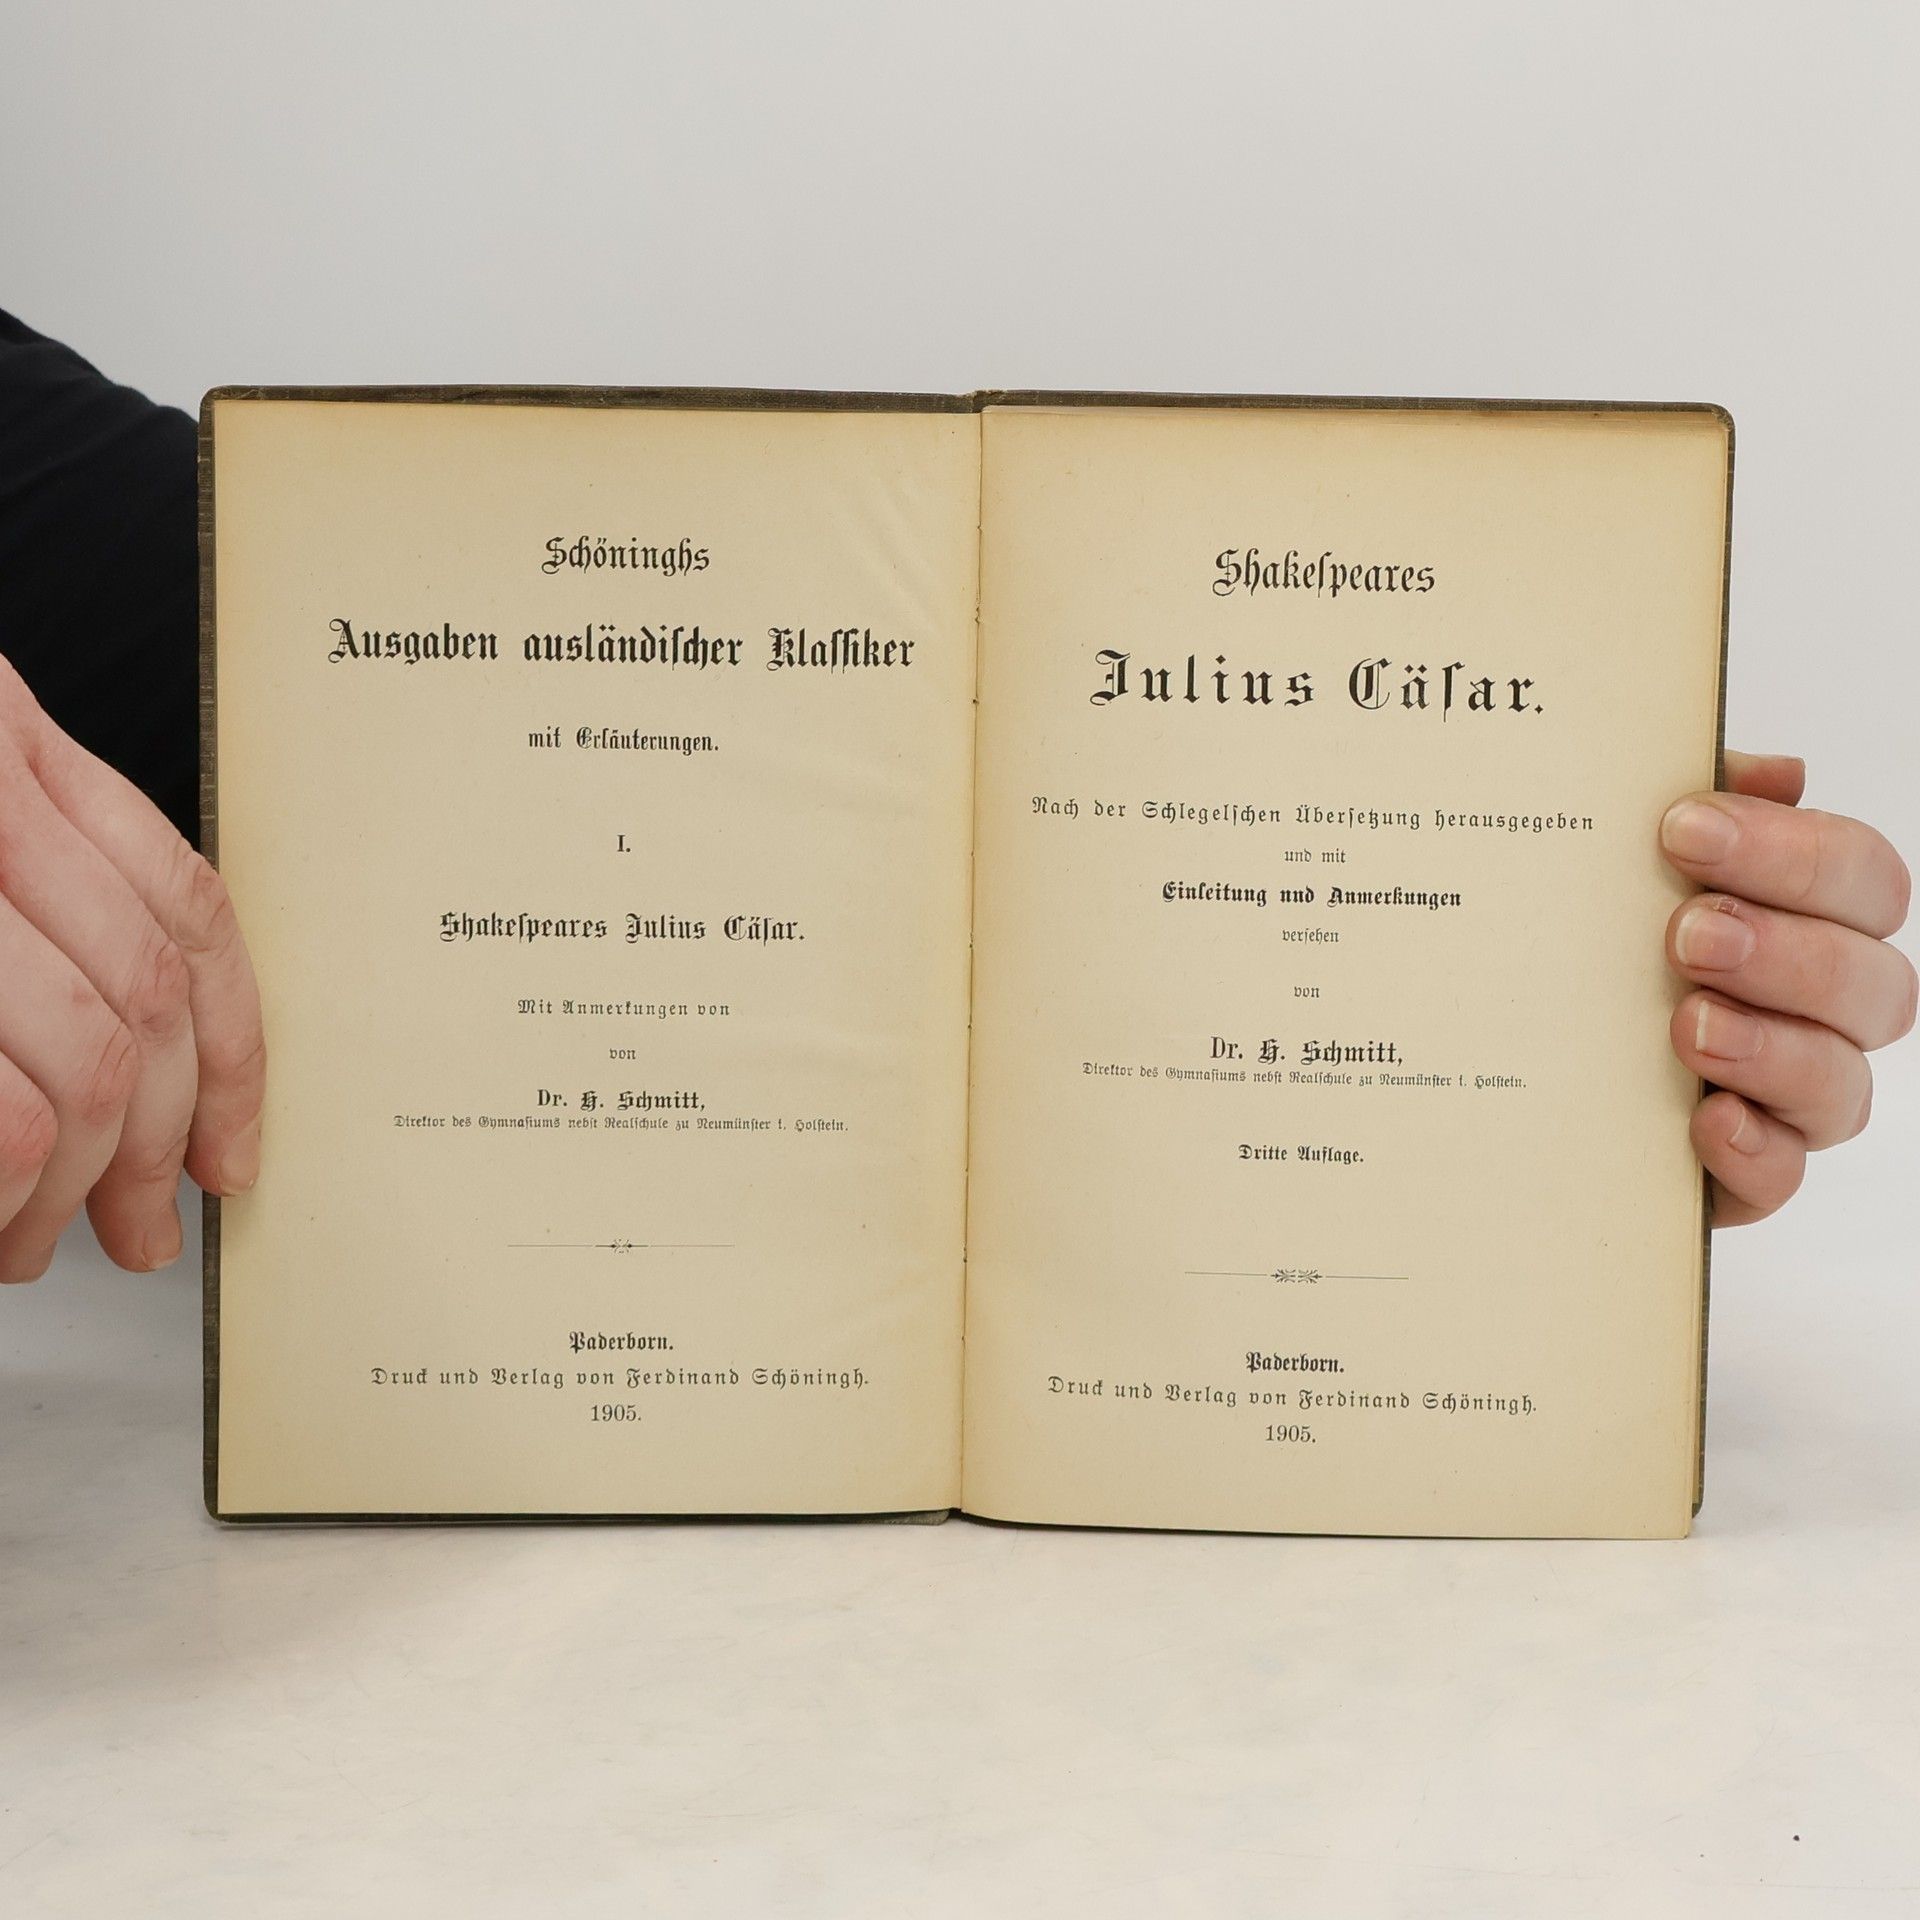 Schöninghs
Ausgaben ausländiſcher Klaſſiker
mit Erläuterungen.
I.
Shakeſpeares Julius Cäſar.
Mit Anmerkungen von
von
Dr. H. Schmitt,
Direktor des Gymnaſiums nebſt Realſchule zu Neumünſter i. Holſtein.
Paderborn.
Druck und Verlag von Ferdinand Schöningh.
1905.
Shakeſpeares
Julius Cäſar.
Nach der Schlegelſchen Überſetzung herausgegeben
und mit
Einleitung und Anmerkungen
verſehen
von
Dr. H. Schmitt,
Direktor des Gymnaſiums nebſt Realſchule zu Neumünſter i. Holſtein.
Dritte Auflage.
Paderborn.
Druck und Verlag von Ferdinand Schöningh.
1905.